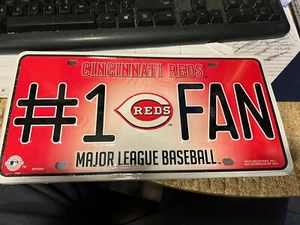 CINCINNATI REDS
#1 REDS FAN
MAJOR LEAGUE BASEBALL